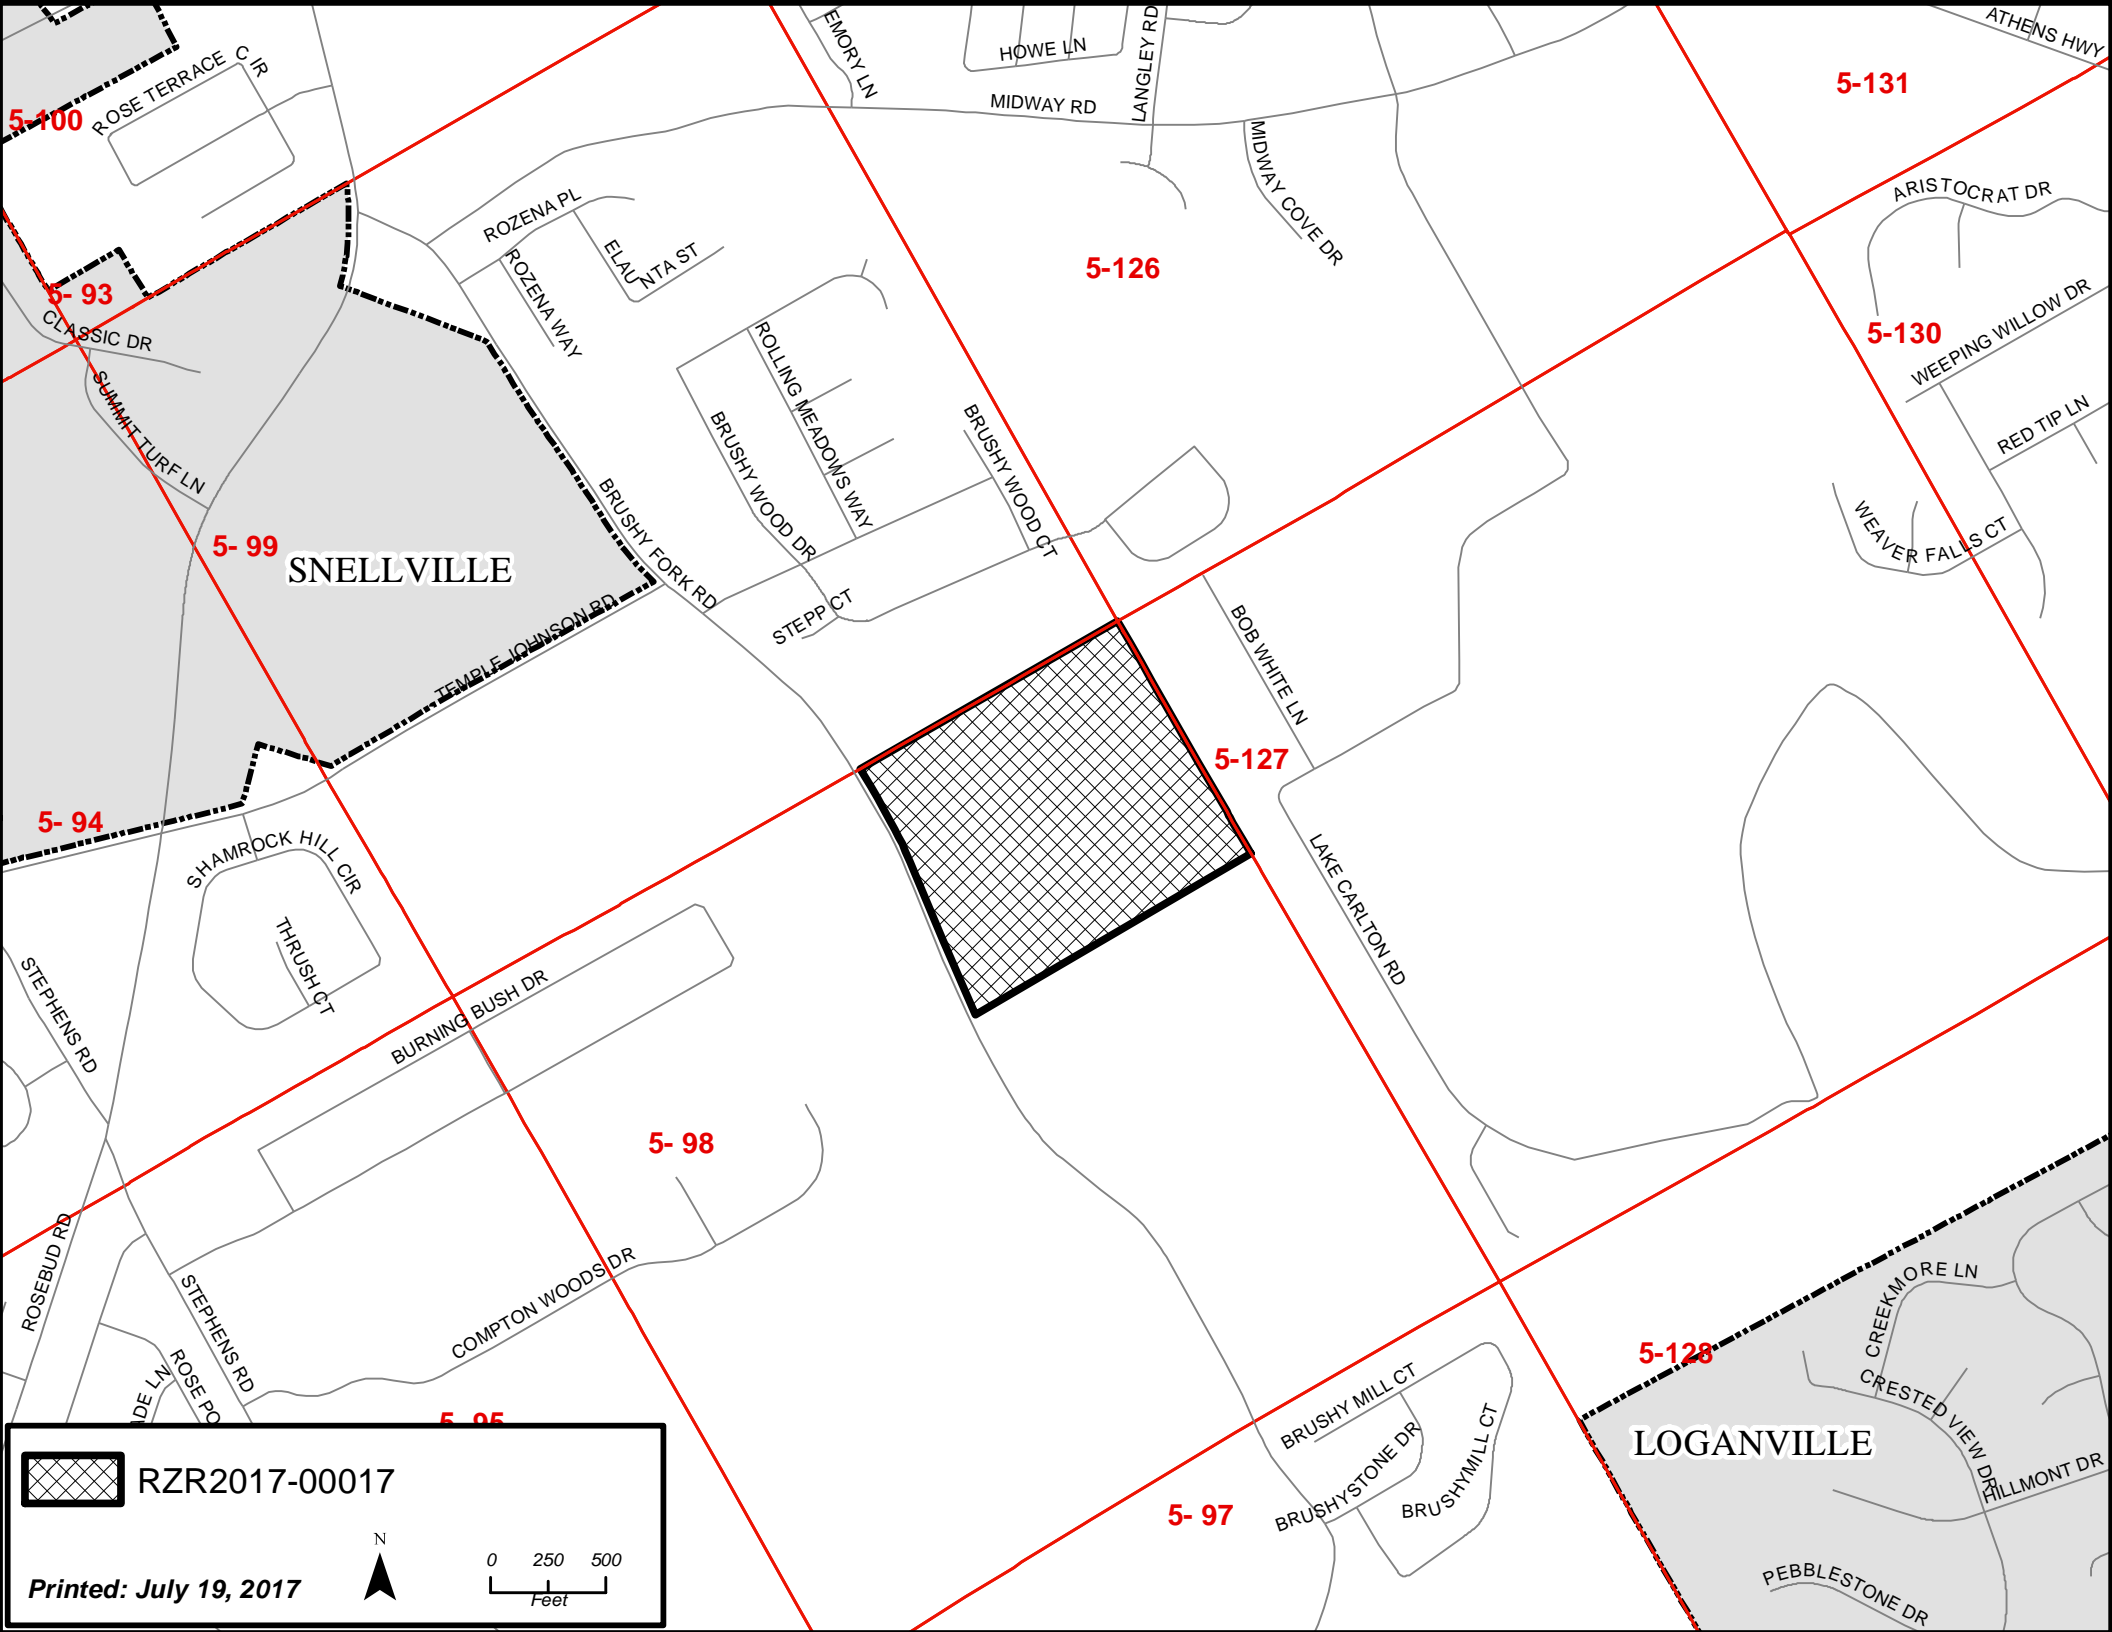 ATHENS HWY
EMORY LN
HOWE LN
LANGLEY RD
ROSE TERRACE CIR
5-131
MIDWAY RD
5-100
MIDWAY COVE DR
ARISTOCRAT DR
ROZENA PL
ELAU NTA ST
ROZENA WAY
5-126
5- 93
CLASSIC DR
5-130
WEEPING WILLOW DR
ROLLING MEADOWS WAY
SUMMIT TURF LN
BRUSHY WOOD DR
BRUSHY WOOD CT
RED TIP LN
BRUSHY FORK RD
WEAVER FALLS CT
5- 99
SNELLVILLE
STEPP CT
TEMPLE JOHNSON RD
BOB WHITE LN
5-127
5- 94
SHAMROCK HILL CIR
LAKE CARLTON RD
THRUSH CT
STEPHENS RD
BURNING BUSH DR
5- 98
ROSEBUD RD
COMPTON WOODS DR
STEPHENS RD
CREEKMORE LN
5-128
ROSE PO
ADE LN
BRUSHY MILL CT
CRESTED VIEW DR
5- 95
BRUSHYSTONE DR
BRUSHYMILL CT
LOGANVILLE
HILLMONT DR
5- 97
PEBBLESTONE DR
RZR2017-00017
N
0 250 500
Feet
Printed: July 19, 2017